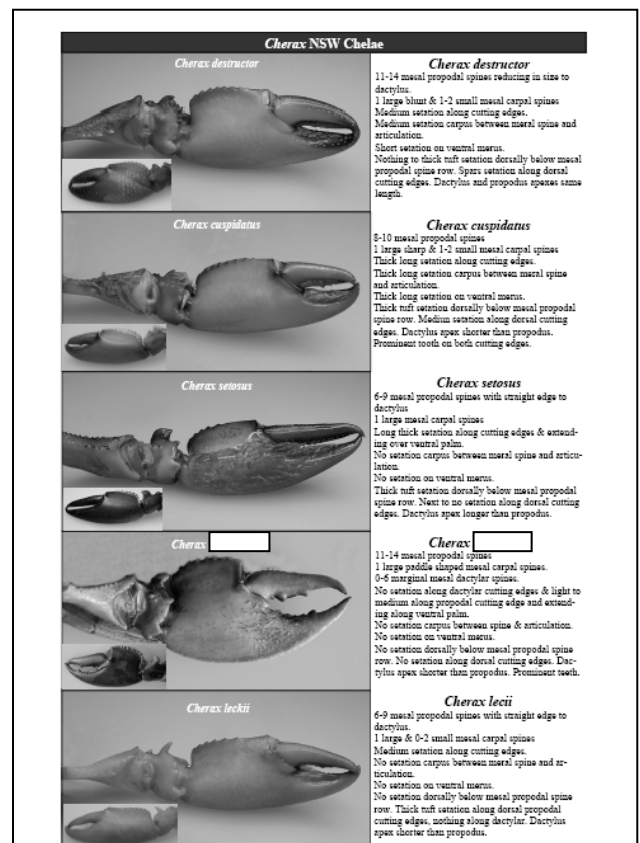 Cherax NSW Chelae
Cherax destructor
Cherax destructor
11-14 mesal propodal spines reducing in size to
dactylus.
1 large blunt & 1-2 small mesal carpal spines
Medium setation along cutting edges.
Medium setation carpus between meral spine and
articulation.
Short setation on ventral merus.
Nothing to thick tuft setation dorsally below mesal
propodal spine row. Spars setation along dorsal
cutting edges. Dactylus and propodus apexes same
length.
Cherax cuspidatus
Cherax cuspidatus
8-10 mesal propodal spines
1 large sharp & 1-2 small mesal carpal spines
Thick long setation along cutting edges.
Thick long setation carpus between meral spine
and articulation.
Thick long setation on ventral merus.
Thick tuft setation dorsally below mesal propodal
spine row. Medium setation along dorsal cutting
edges. Dactylus apex shorter than propodus.
Prominent tooth on both cutting edges.
Cherax setosus
Cherax setosus
6-9 mesal propodal spines with straight edge to
dactylus
1 large mesal carpal spines
Long thick setation along cutting edges & extend-
ing over ventral palm.
No setation carpus between meral spine and articu-
lation.
No setation on ventral merus.
Thick tuft setation dorsally below mesal propodal
spine row. Next to no setation along dorsal cutting
edges. Dactylus apex longer than propodus.
Cherax
Cherax
11-14 mesal propodal spines
1 large paddle shaped mesal carpal spines.
0-6 marginal mesal dactylar spines.
No setation along dactylar cutting edges & light to
medium along propodal cutting edge and extend-
ing along ventral palm.
No setation carpus between spine & articulation.
No setation on ventral merus.
No setation dorsally below mesal propodal spine
row. No setation along dorsal cutting edges. Dac-
tylus apex shorter than propodus. Prominent teeth.
Cherax leckii
Cherax lecii
6-9 mesal propodal spines with straight edge to
dactylus.
1 large & 0-2 small mesal carpal spines
Medium setation along cutting edges.
No setation carpus between meral spine and ar-
ticulation.
No setation on ventral merus.
No setation dorsally below mesal propodal spine
row. Thick tuft setation along dorsal propodal
cutting edges, nothing along dactylar. Dactylus
apex shorter than propodus.